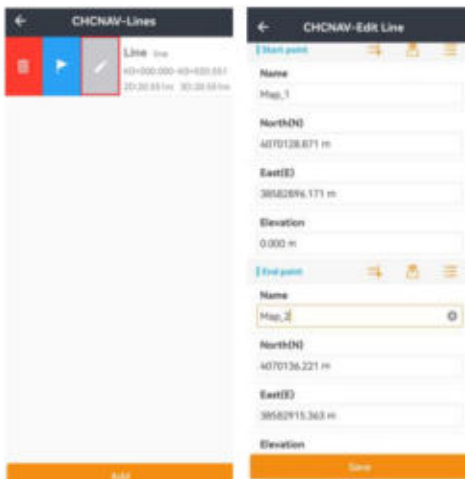 CHCNAV-Lines
Line line
Add
CHCNAV-Edit Line
Start point
Name
Map_1
North(N)
4070128.871 m
East(E)
38582896.171 m
Elevation
0.000 m
End point
Name
Map_2
North(N)
4070136.221 m
East(E)
38582915.363 m
Elevation
Save